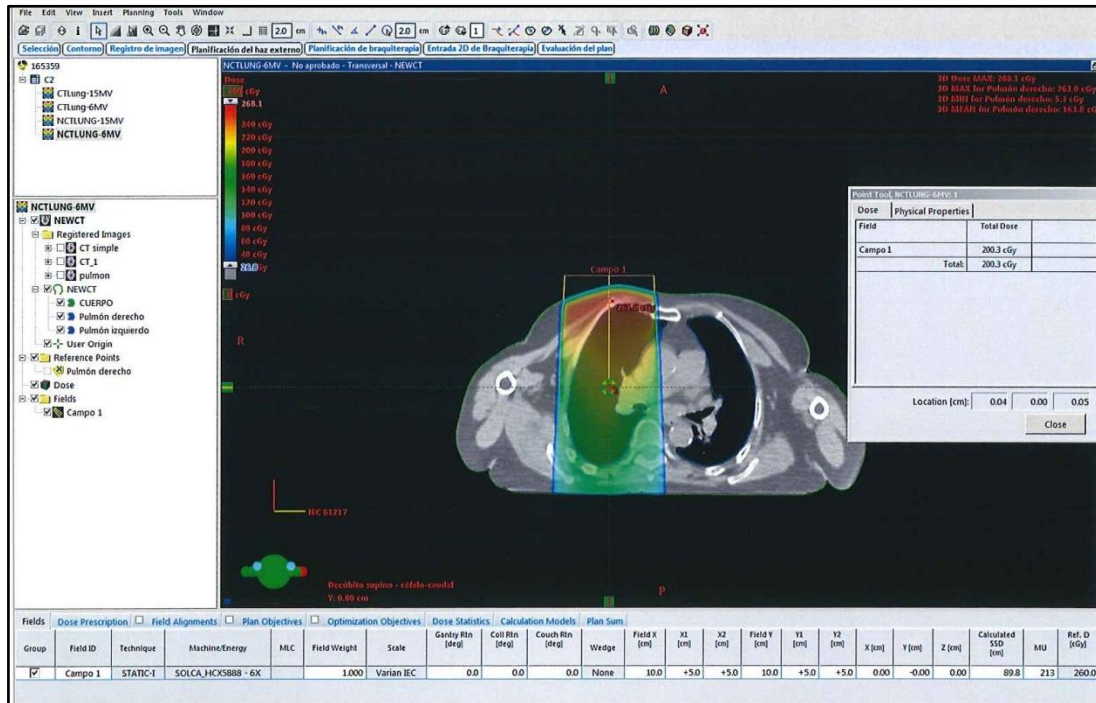 File Edit View Insert Planning Tools Window
2.0 cm 2.0 cm 1
Selección Contorno Registro de imagen Planificación del haz externo Planificación de braquiterapia Entrada 2D de Braquiterapia Evaluación del plan
165359
C2
CTLung-15MV
CTLung-6MV
NCTLUNG-15MV
NCTLUNG-6MV
NCTLUNG-6MV
NEWCT
Registered Images
CT simple
CT_1
pulmon
NEWCT
CUERPO
Pulmón derecho
Pulmón izquierdo
User Origin
Reference Points
Pulmón derecho
Dose
Fields
Campo 1
NCTLUNG-6MV - No aprobado - Transversal - NEWCT
Dose
cGy
268.1
240 cGy
220 cGy
200 cGy
180 cGy
160 cGy
140 cGy
120 cGy
100 cGy
80 cGy
60 cGy
40 cGy
0 cGy
A
3D Dose MAX: 268.1 cGy
3D MAX for Pulmón derecho: 263.0 cGy
3D MIN for Pulmón derecho: 5.3 cGy
3D MEAN for Pulmón derecho: 163.8 cGy
R
Campo 1
P
IEC 61217
Decúbito supino - céfalo-caudal
Y: 0.00 cm
Point Tool, NCTLUNG-6MV: 1
Dose Physical Properties
Field Total Dose
Campo 1 200.3 cGy
Total: 200.3 cGy
Location [cm]: 0.04 0.00 0.05
Close
Fields Dose Prescription Field Alignments Plan Objectives Optimization Objectives Dose Statistics Calculation Models Plan Sum
Group Field ID Technique Machine/Energy MLC Field Weight Scale Gantry Rtn [deg] Coll Rtn [deg] Couch Rtn [deg] Wedge Field X [cm] X1 [cm] X2 [cm] Field Y [cm] Y1 [cm] Y2 [cm] X [cm] Y [cm] Z [cm] Calculated SSD [cm] MU Ref. D [cGy]
Campo 1 STATIC-I SOLCA_HCX5888 - 6X 1.000 Varian IEC 0.0 0.0 0.0 None 10.0 +5.0 +5.0 10.0 +5.0 +5.0 0.00 -0.00 0.00 89.8 213 260.0